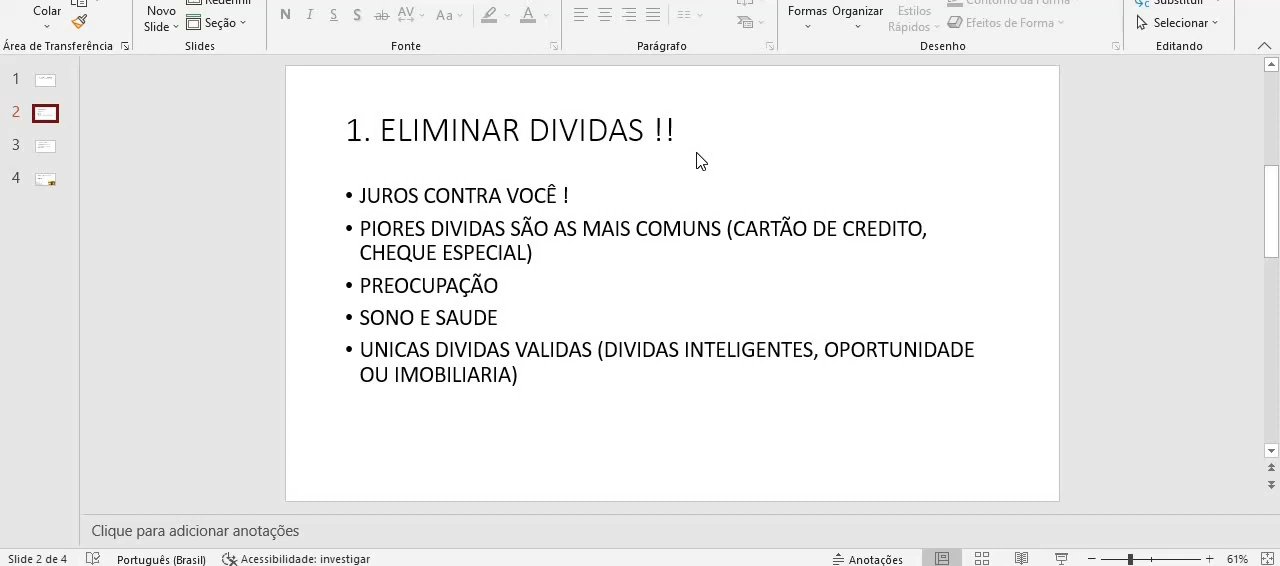 Colar
Novo
Slide
Redefinir
Seção
N I S S ab AV Aa A
Formas
Organizar
Estilos
Rápidos
Contorno da Forma
Efeitos de Forma
Substituir
Selecionar
Área de Transferência
Slides
Fonte
Parágrafo
Desenho
Editando
1
2
3
4
1. ELIMINAR DIVIDAS !!
• JUROS CONTRA VOCÊ !
• PIORES DIVIDAS SÃO AS MAIS COMUNS (CARTÃO DE CREDITO,
CHEQUE ESPECIAL)
• PREOCUPAÇÃO
• SONO E SAUDE
• UNICAS DIVIDAS VALIDAS (DIVIDAS INTELIGENTES, OPORTUNIDADE
OU IMOBILIARIA)
Clique para adicionar anotações
Slide 2 de 4
Português (Brasil)
Acessibilidade: investigar
Anotações
61%